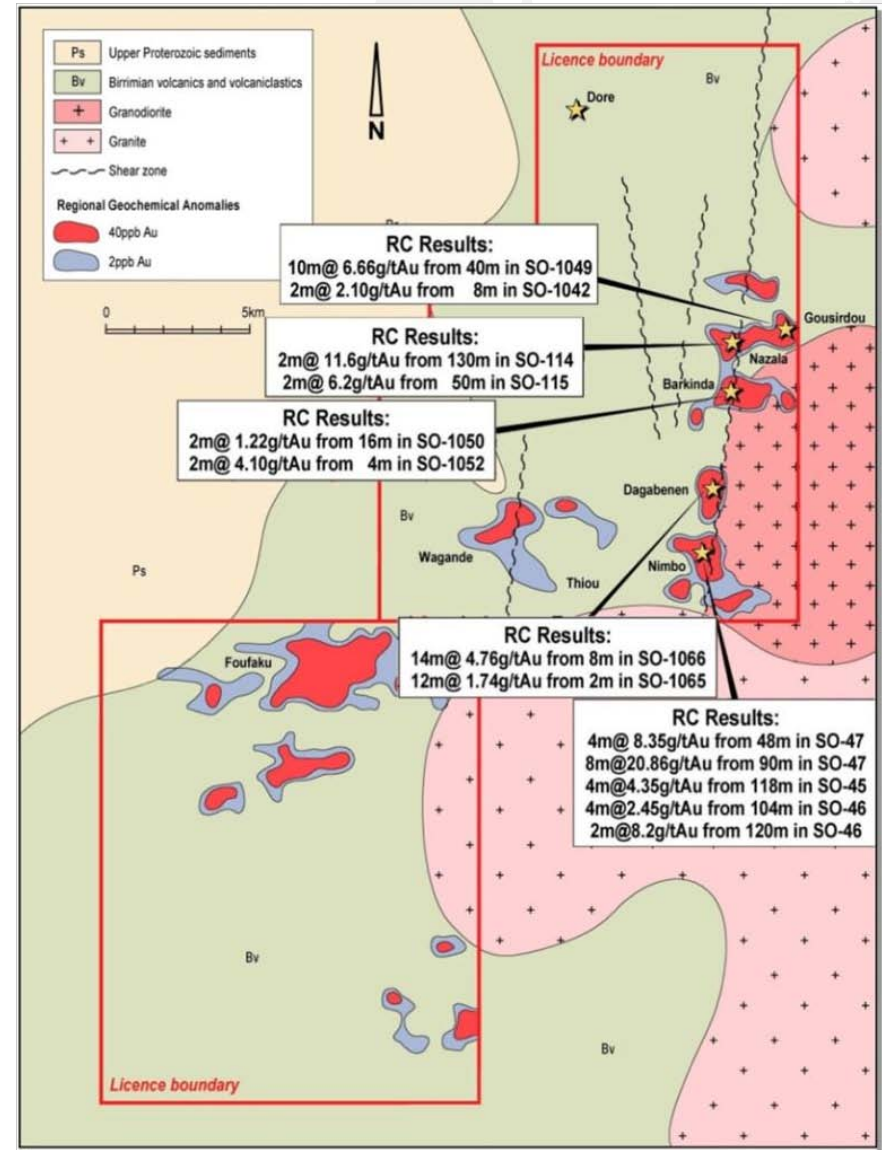 Ps Upper Proterozoic sediments
Bv Birrimian volcanics and volcaniclastics
Granodiorite
Granite
Shear zone
Regional Geochemical Anomalies
40ppb Au
2ppb Au
N
0 5km
Licence boundary
Bv
Dore
RC Results:
10m@ 6.66g/tAu from 40m in SO-1049
2m@ 2.10g/tAu from 8m in SO-1042
Gousirdou
RC Results:
2m@ 11.6g/tAu from 130m in SO-114
2m@ 6.2g/tAu from 50m in SO-115
Nazala
Barkinda
RC Results:
2m@ 1.22g/tAu from 16m in SO-1050
2m@ 4.10g/tAu from 4m in SO-1052
Dagabenen
Bv
Wagande
Nimbo
Thiou
Ps
RC Results:
14m@ 4.76g/tAu from 8m in SO-1066
12m@ 1.74g/tAu from 2m in SO-1065
Foufaku
RC Results:
4m@ 8.35g/tAu from 48m in SO-47
8m@20.86g/tAu from 90m in SO-47
4m@4.35g/tAu from 118m in SO-45
4m@2.45g/tAu from 104m in SO-46
2m@8.2g/tAu from 120m in SO-46
Bv
Bv
Licence boundary